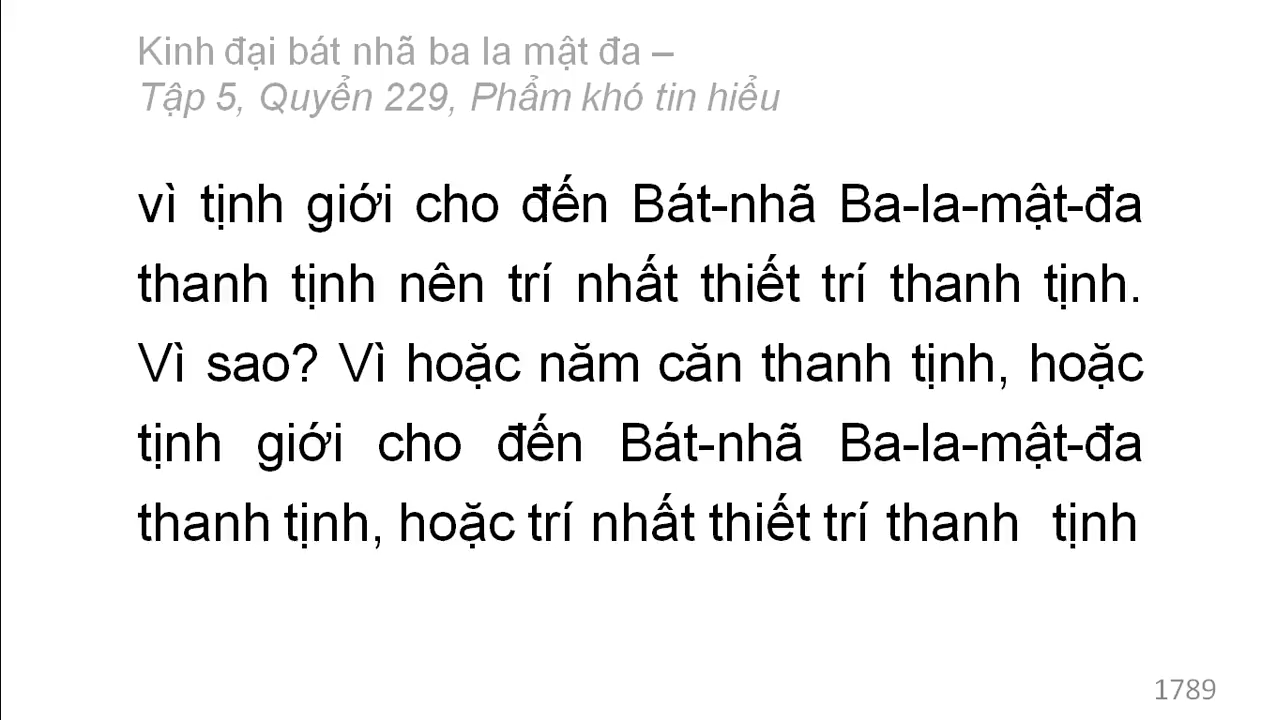 Kinh đại bát nhã ba la mật đa –
Tập 5, Quyển 229, Phẩm khó tin hiểu
vì tịnh giới cho đến Bát-nhã Ba-la-mật-đa
thanh tịnh nên trí nhất thiết trí thanh tịnh.
Vì sao? Vì hoặc năm căn thanh tịnh, hoặc
tịnh giới cho đến Bát-nhã Ba-la-mật-đa
thanh tịnh, hoặc trí nhất thiết trí thanh tịnh
1789